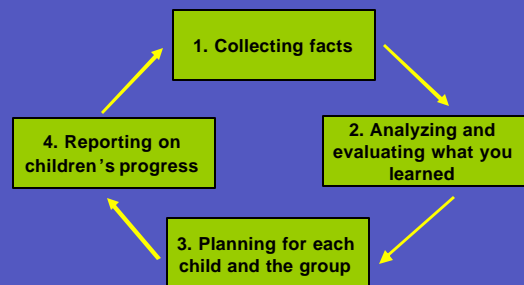 1. Collecting facts
2. Analyzing and
evaluating what you
learned
3. Planning for each
child and the group
4. Reporting on
children's progress